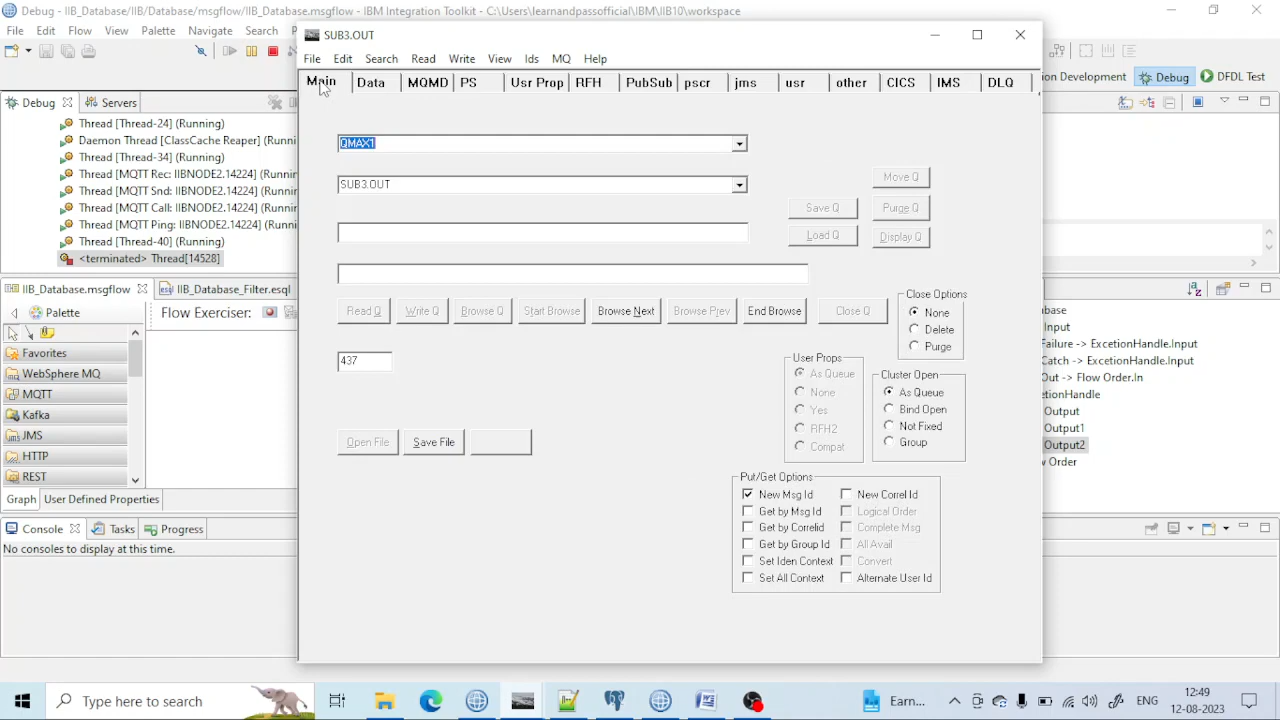 Debug - IIB_Database/IIB/Database/msgflow/IIB_Database.msgflow - IBM Integration Toolkit - C:\Users\learnandpassofficial\IBM\IIB10\workspace
File Edit Flow View Palette Navigate Search
SUB3.OUT
File Edit Search Read Write View Ids MQ Help
Main Data MQMD PS Usr Prop RFH PubSub pscr jms usr other CICS IMS DLQ
Development Debug DFDL Test
Debug Servers
Thread [Thread-24] (Running)
Daemon Thread [ClassCache Reaper] (Runnin
Thread [Thread-34] (Running)
Thread [MQTT Rec: IIBNODE2.14224] (Runnin
Thread [MQTT Snd: IIBNODE2.14224] (Runnin
Thread [MQTT Call: IIBNODE2.14224] (Runni
Thread [MQTT Ping: IIBNODE2.14224] (Runni
Thread [Thread-40] (Running)
<terminated> Thread[14528]
QMAX1
SUB3.OUT
Move Q
Save Q Purge Q
Load Q Display Q
Read Q Write Q Browse Q Start Browse Browse Next Browse Prev End Browse Close Q
Close Options
None
Delete
Purge
437
User Props
As Queue
None
Yes
RFH2
Compat
Cluster Open
As Queue
Bind Open
Not Fixed
Group
Open File Save File
Put/Get Options
New Msg Id New Correl Id
Get by Msg Id Logical Order
Get by Correlid Complete Msg
Get by Group Id All Avail
Set Iden Context Convert
Set All Context Alternate User Id
IIB_Database.msgflow IIB_Database_Filter.esql
Palette Flow Exerciser:
Favorites
WebSphere MQ
MQTT
Kafka
JMS
HTTP
REST
Graph User Defined Properties
base
Input
Failure -> ExcetionHandle.Input
Catch -> ExcetionHandle.Input
Out -> Flow Order.In
etionHandle
Output
Output1
Output2
w Order
Console Tasks Progress
No consoles to display at this time.
Type here to search
Earn...
ENG
12:49
12-08-2023